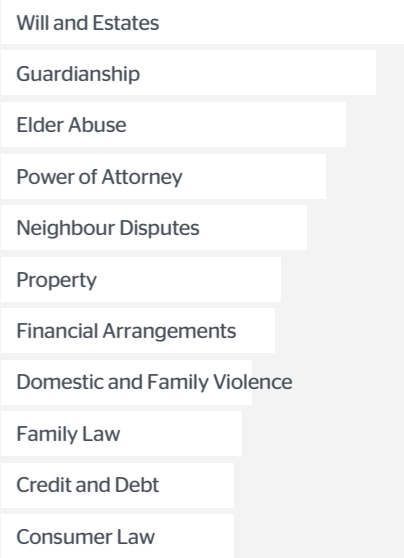 Will and Estates
Guardianship
Elder Abuse
Power of Attorney
Neighbour Disputes
Property
Financial Arrangements
Domestic and Family Violence
Family Law
Credit and Debt
Consumer Law